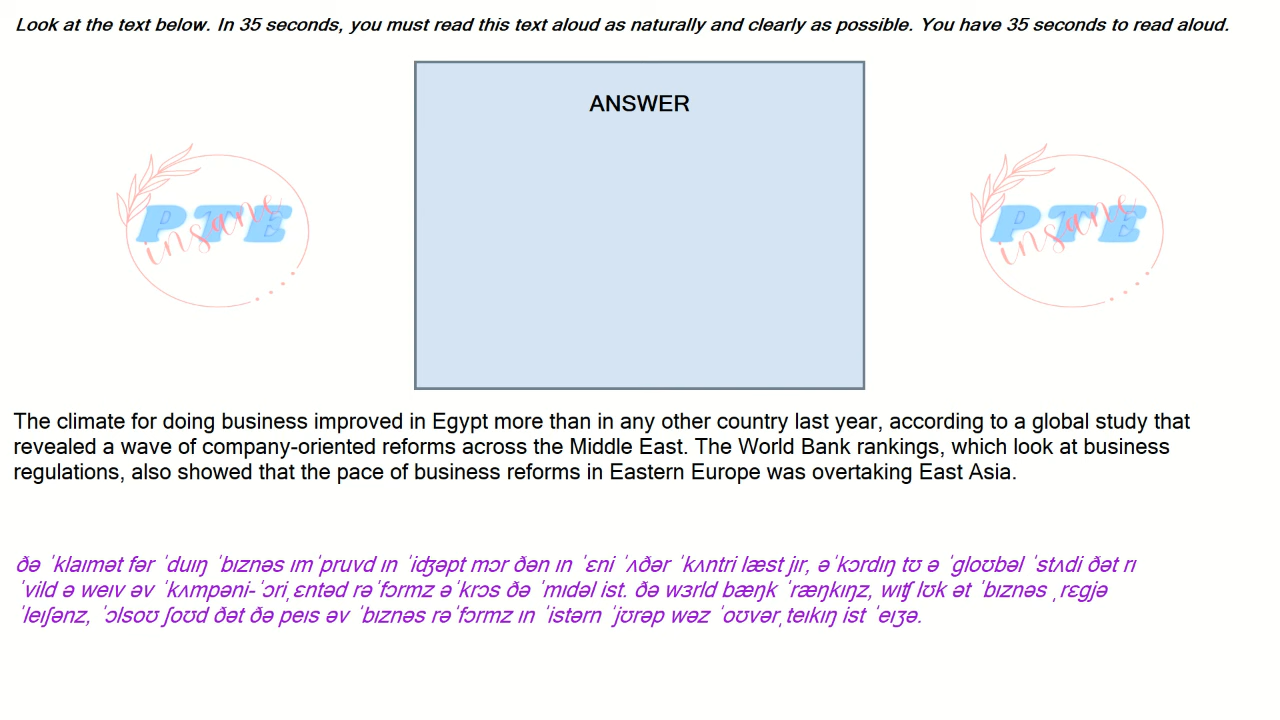 Look at the text below. In 35 seconds, you must read this text aloud as naturally and clearly as possible. You have 35 seconds to read aloud.
ANSWER
PTE
insane
PTE
insane
The climate for doing business improved in Egypt more than in any other country last year, according to a global study that
revealed a wave of company-oriented reforms across the Middle East. The World Bank rankings, which look at business
regulations, also showed that the pace of business reforms in Eastern Europe was overtaking East Asia.
ðə ˈklaɪmət fər ˈduɪŋ ˈbɪznəs ɪmˈpruvd ɪn ˈiʤəpt mɔr ðən ɪn ˈɛni ˈʌðər ˈkʌntri læst jɪr, əˈkɔrdɪŋ tʊ ə ˈgloʊbəl ˈstʌdi ðət rɪ
ˈvild ə weɪv əv ˈkʌmpəni-ˈɔriˌɛntəd rəˈfɔrmz əˈkrɔs ðə ˈmɪdəl ist. ðə wɜrld bæŋk ˈræŋkɪŋz, wɪʧ lʊk ət ˈbɪznəs ˌrɛgjə
ˈleɪʃənz, ˈɔlsoʊ ʃoʊd ðət ðə peɪs əv ˈbɪznəs rəˈfɔrmz ɪn ˈistərn ˈjʊrəp wəz ˈoʊvərˌteɪkɪŋ ist ˈeɪʒə.